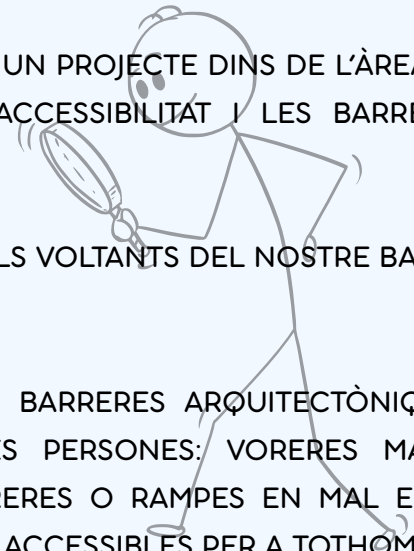 UN PROJECTE DINS DE L'ÀREA
ACCESSIBILITAT I LES BARRE
LS VOLTANTS DEL NOSTRE BA
BARRERES ARQUITECTÒNIQ
ES PERSONES: VORERES MA
RERES O RAMPES EN MAL E
ACCESSIBLES PER A TOTHOM